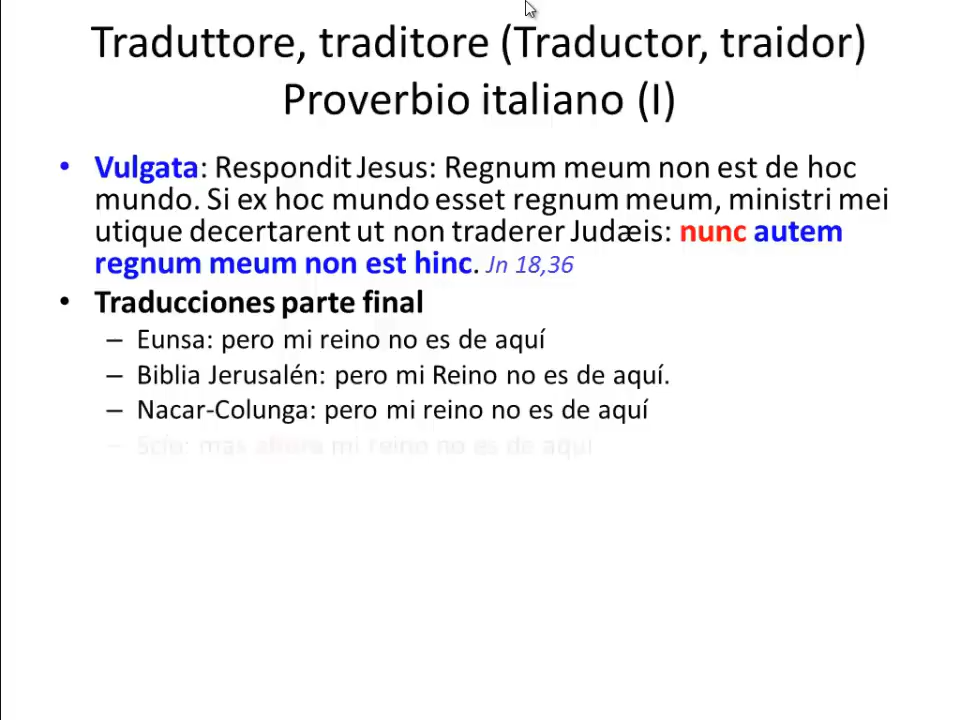 Traduttore, traditore (Traductor, traidor)
Proverbio italiano (I)
• Vulgata: Respondit Jesus: Regnum meum non est de hoc
mundo. Si ex hoc mundo esset regnum meum, ministri mei
utique decertarent ut non traderer Judæis: nunc autem
regnum meum non est hinc. Jn 18,36
• Traducciones parte final
– Eunsa: pero mi reino no es de aquí
– Biblia Jerusalén: pero mi Reino no es de aquí.
– Nacar-Colunga: pero mi reino no es de aquí
– Scío: mas ahora mi reino no es de aquí